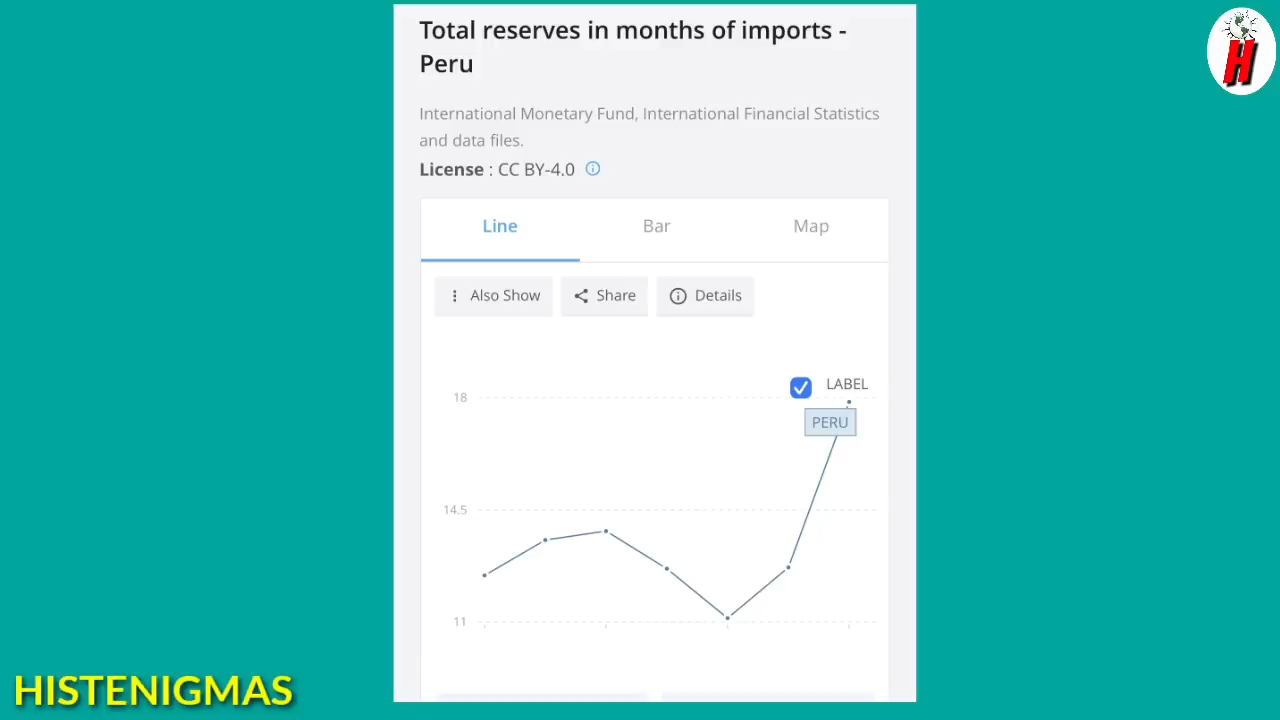 Total reserves in months of imports -
Peru
International Monetary Fund, International Financial Statistics
and data files.
License : CC BY-4.0
Line Bar Map
Also Show Share Details
LABEL
18
PERU
14.5
11
HISTENIGMAS
H